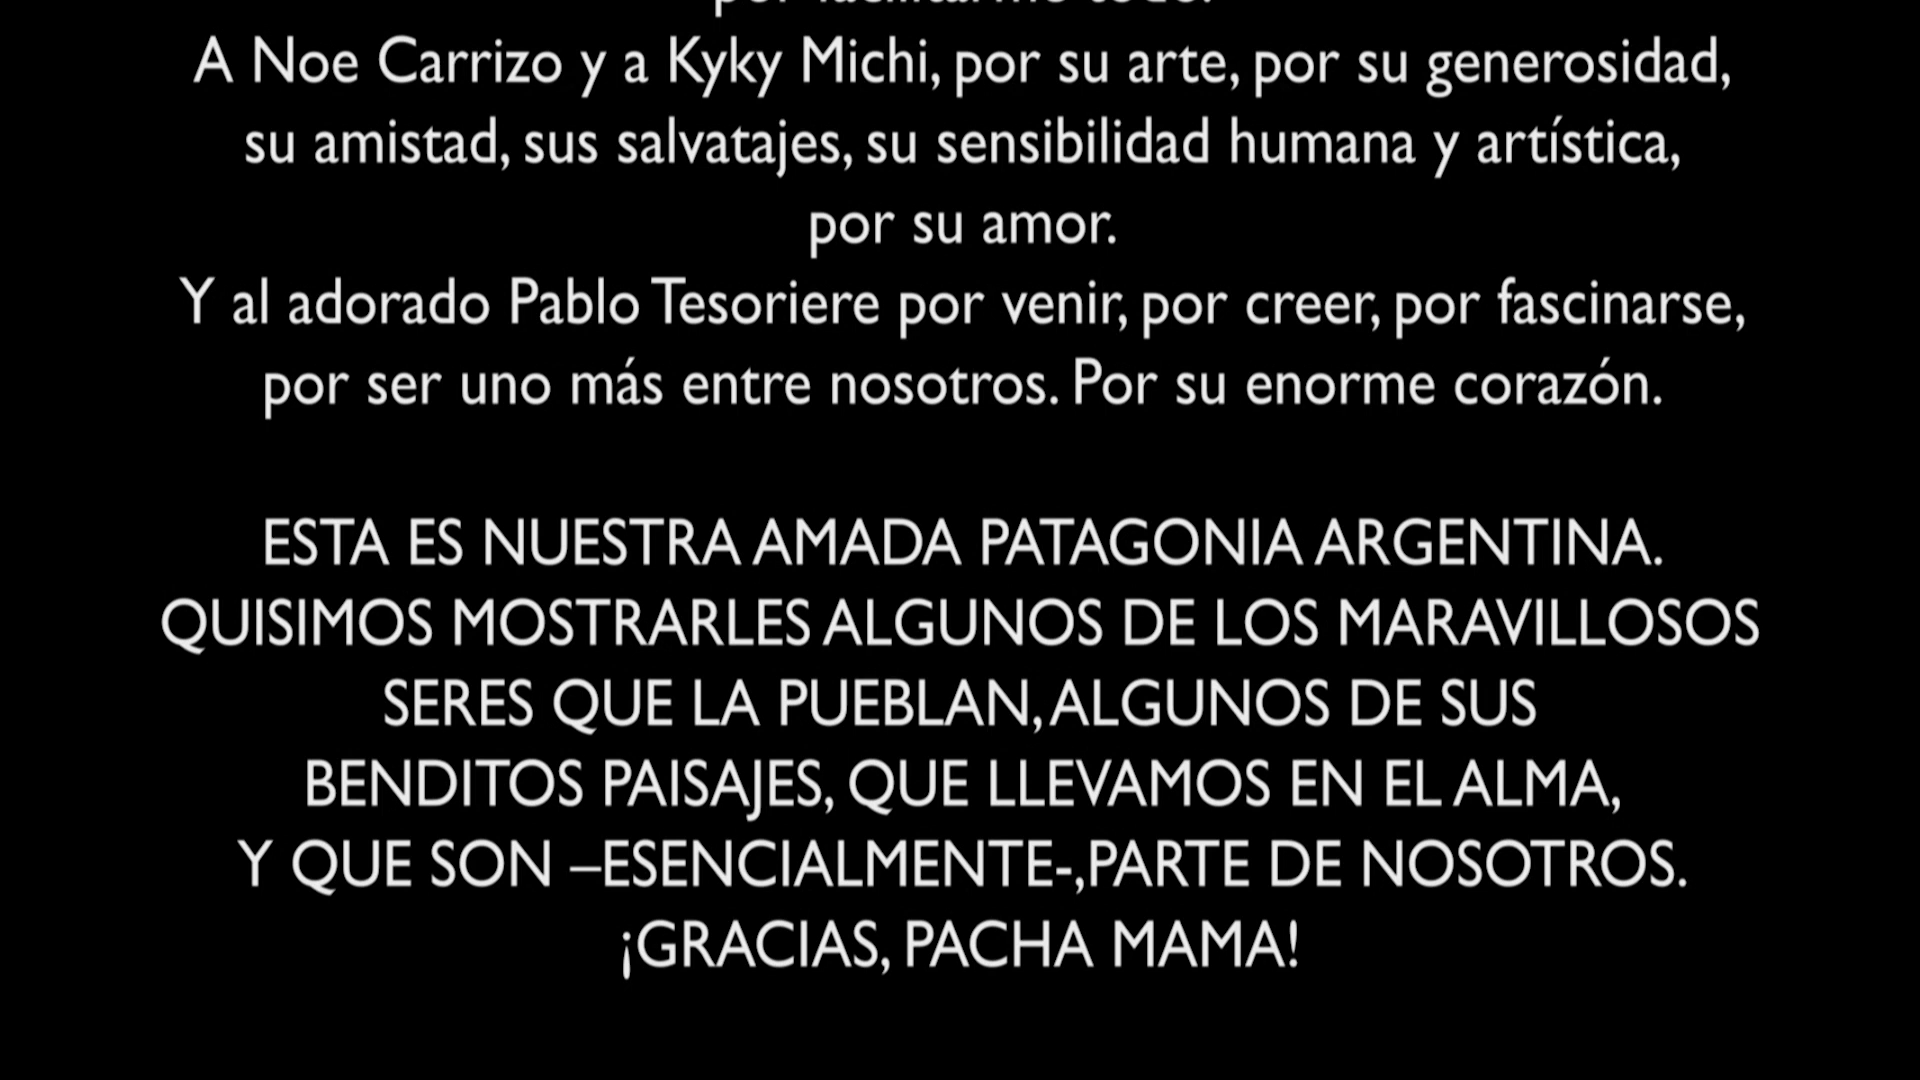 A Noe Carrizo y a Kyky Michi, por su arte, por su generosidad,
su amistad, sus salvatajes, su sensibilidad humana y artística,
por su amor.
Y al adorado Pablo Tesoriere por venir, por creer, por fascinarse,
por ser uno más entre nosotros. Por su enorme corazón.
ESTA ES NUESTRA AMADA PATAGONIA ARGENTINA.
QUISIMOS MOSTRARLES ALGUNOS DE LOS MARAVILLOSOS
SERES QUE LA PUEBLAN, ALGUNOS DE SUS
BENDITOS PAISAJES, QUE LLEVAMOS EN EL ALMA,
Y QUE SON –ESENCIALMENTE-,PARTE DE NOSOTROS.
¡GRACIAS, PACHA MAMA!